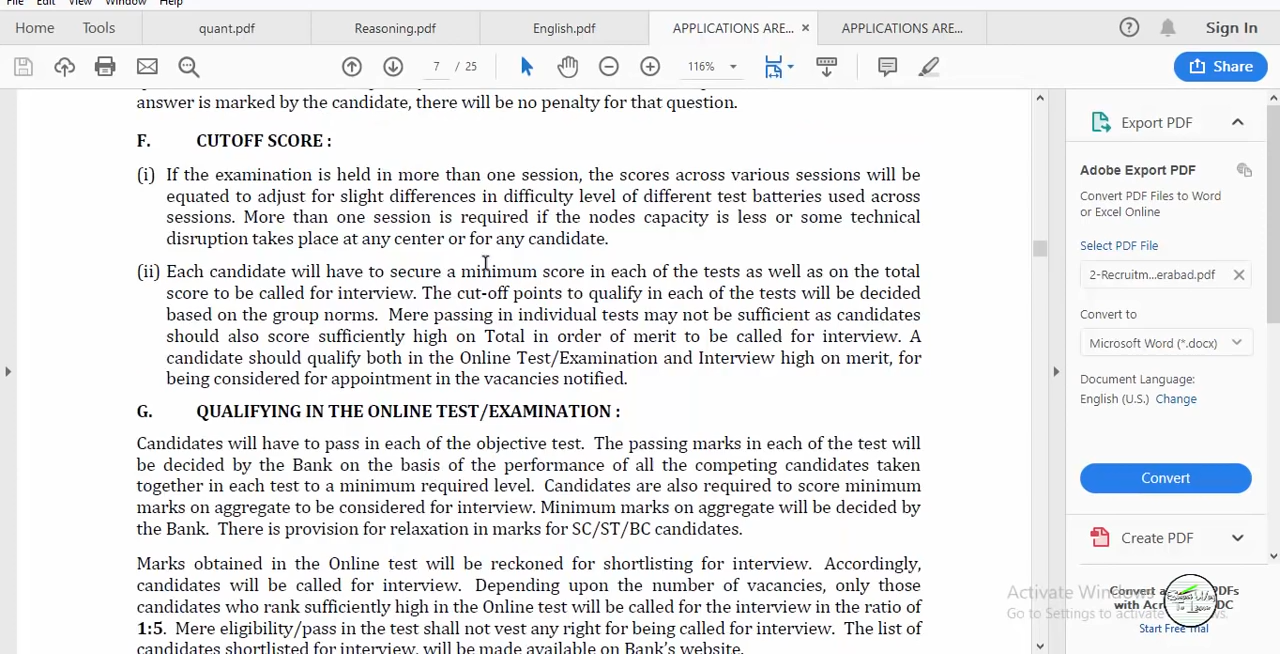 File Edit View Window Help
Home Tools quant.pdf Reasoning.pdf English.pdf APPLICATIONS ARE... × APPLICATIONS ARE... Sign In
7 / 25 116% Share
answer is marked by the candidate, there will be no penalty for that question.
F. CUTOFF SCORE :
(i) If the examination is held in more than one session, the scores across various sessions will be
equated to adjust for slight differences in difficulty level of different test batteries used across
sessions. More than one session is required if the nodes capacity is less or some technical
disruption takes place at any center or for any candidate.
(ii) Each candidate will have to secure a minimum score in each of the tests as well as on the total
score to be called for interview. The cut-off points to qualify in each of the tests will be decided
based on the group norms. Mere passing in individual tests may not be sufficient as candidates
should also score sufficiently high on Total in order of merit to be called for interview. A
candidate should qualify both in the Online Test/Examination and Interview high on merit, for
being considered for appointment in the vacancies notified.
G. QUALIFYING IN THE ONLINE TEST/EXAMINATION :
Candidates will have to pass in each of the objective test. The passing marks in each of the test will
be decided by the Bank on the basis of the performance of all the competing candidates taken
together in each test to a mininum required level. Candidates are also required to score minimum
marks on aggregate to be considered for interview. Minimum marks on aggregate will be decided by
the Bank. There is provision for relaxation in marks for SC/ST/BC candidates.
Marks obtained in the Online test will be reckoned for shortlisting for interview. Accordingly,
candidates will be called for interview. Depending upon the number of vacancies, only those
candidates who rank sufficiently high in the Online test will be called for the interview in the ratio of
1:5. Mere eligibility/pass in the test shall not vest any right for being called for interview. The list of
candidates shortlisted for interview, will be made available on Bank's website.
Export PDF
Adobe Export PDF
Convert PDF Files to Word
or Excel Online
Select PDF File
2-Recruitm...erabad.pdf
Convert to
Microsoft Word (*.docx)
Document Language:
English (U.S.) Change
Convert
Create PDF
Activate Windows
Go to Settings to activate
Start Free Trial